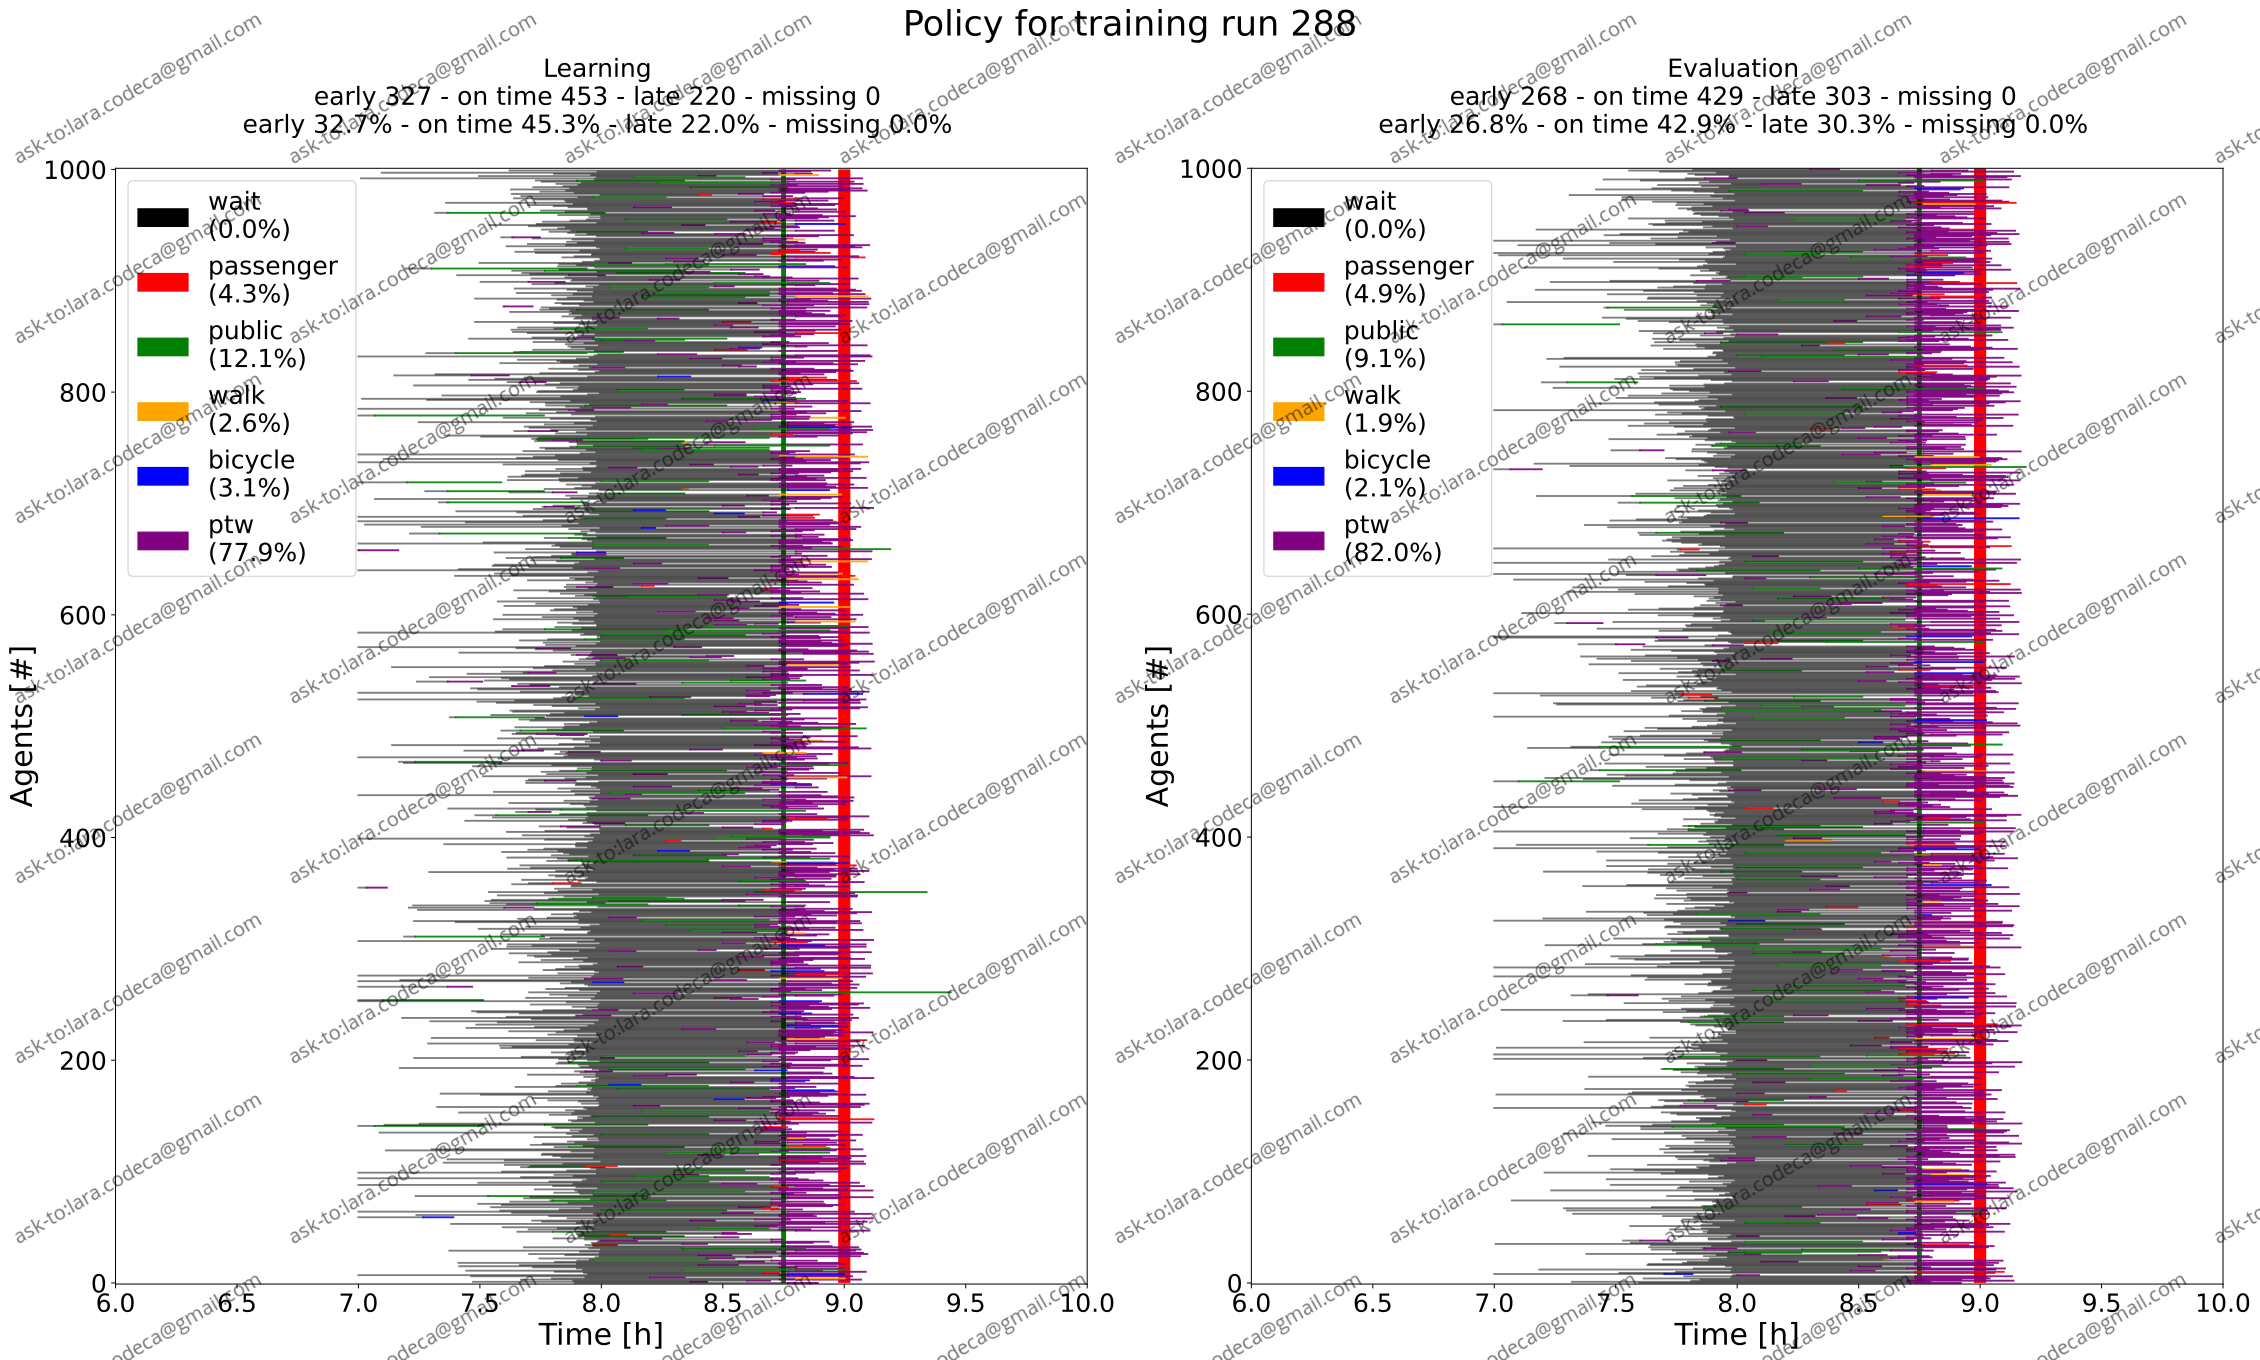 Policy for training run 288
Learning
early 327 - on time 453 - late 220 - missing 0
early 32.7% - on time 45.3% - late 22.0% - missing 0.0%
1000
800
600
400
200
0
Agents [#]
wait
(0.0%)
passenger
(4.3%)
public
(12.1%)
walk
(2.6%)
bicycle
(3.1%)
ptw
(77.9%)
6.0 6.5 7.0 7.5 8.0 8.5 9.0 9.5 10.0
Time [h]
Evaluation
early 268 - on time 429 - late 303 - missing 0
early 26.8% - on time 42.9% - late 30.3% - missing 0.0%
1000
800
600
400
200
0
Agents [#]
wait
(0.0%)
passenger
(4.9%)
public
(9.1%)
walk
(1.9%)
bicycle
(2.1%)
ptw
(82.0%)
6.0 6.5 7.0 7.5 8.0 8.5 9.0 9.5 10.0
Time [h]
ask-to:lara.codeca@gmail.com